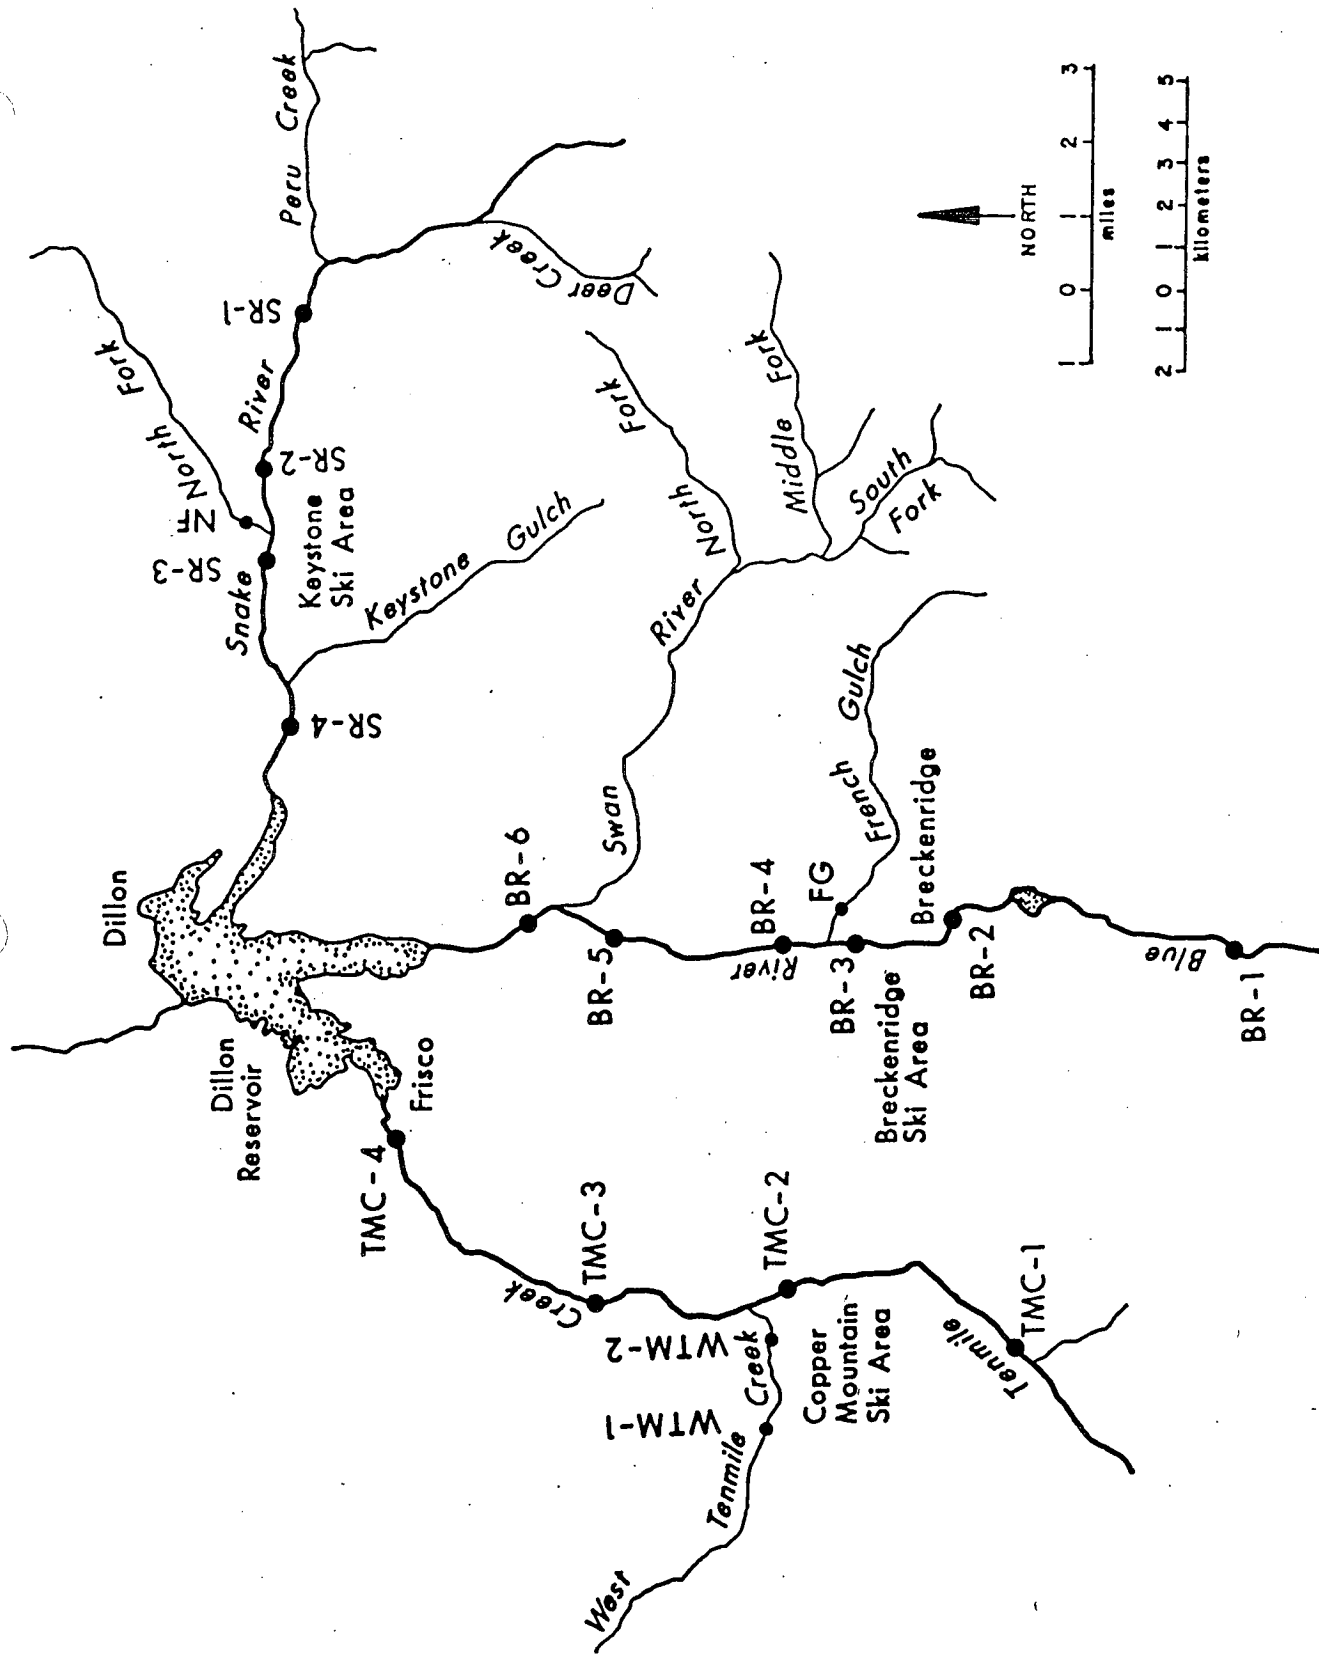 Peru Creek
North Fork
SR-1
River
SR-2
NF
Keystone
Ski Area
SR-3
Snake
Keystone Gulch
SR-4
Deer Creek
North Fork
Middle Fork
South
Fork
Swan River
French Gulch
Dillon
BR-6
BR-5
BR-4
FG
River
BR-3
Breckenridge
Breckenridge
Ski Area
BR-2
Blue
BR-1
Dillon
Reservoir
Frisco
TMC-4
Creek
TMC-3
TMC-2
WTM-2
WTM-1
West Tenmile Creek
Copper
Mountain
Ski Area
Tenmile
TMC-1
NORTH
1 0 1 2 3
miles
2 1 0 1 2 3 4 5
kilometers